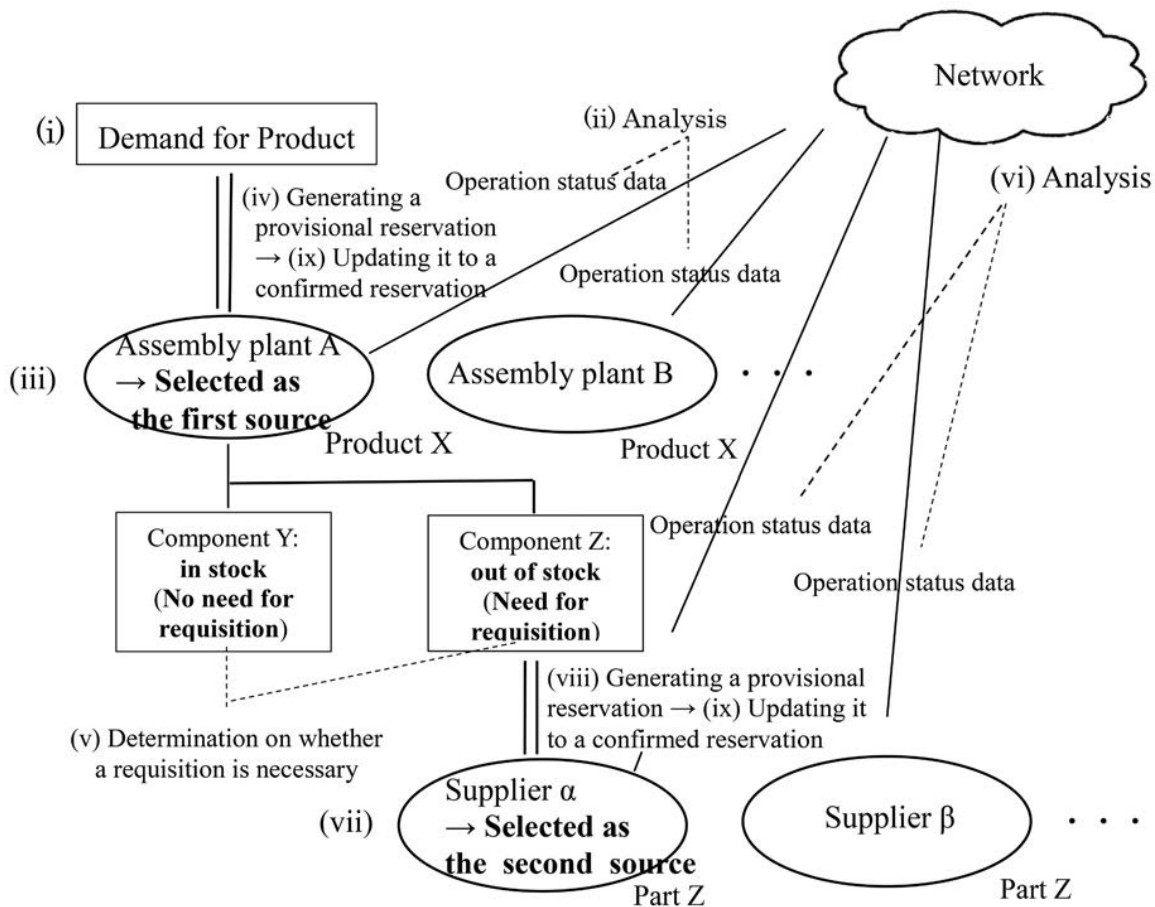 Network
(i)
Demand for Product
(ii) Analysis
Operation status data
(vi) Analysis
(iv) Generating a
provisional reservation
→ (ix) Updating it to a
confirmed reservation
Operation status data
(iii)
Assembly plant A
→ Selected as
the first source
Product X
Assembly plant B
. . .
Product X
Component Y:
in stock
(No need for
requisition)
Component Z:
out of stock
(Need for
requisition)
Operation status data
Operation status data
(v) Determination on whether
a requisition is necessary
(viii) Generating a provisional
reservation → (ix) Updating it
to a confirmed reservation
(vii)
Supplier α
→ Selected as
the second source
Part Z
Supplier β
. . .
Part Z